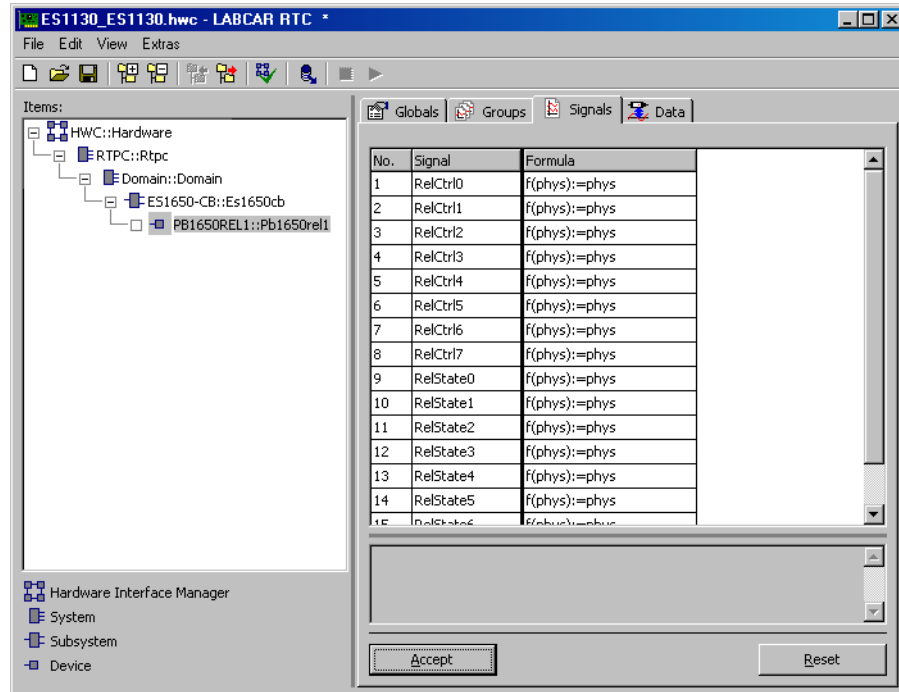 ES1130_ES1130.hwc - LABCAR RTC *
File Edit View Extras
Items:
HWC::Hardware
RTPC::Rtpc
Domain::Domain
ES1650-CB::Es1650cb
PB1650REL1::Pb1650rel1
Hardware Interface Manager
System
Subsystem
Device
Globals Groups Signals Data
No. Signal Formula
1 RelCtrl0 f(phys):=phys
2 RelCtrl1 f(phys):=phys
3 RelCtrl2 f(phys):=phys
4 RelCtrl3 f(phys):=phys
5 RelCtrl4 f(phys):=phys
6 RelCtrl5 f(phys):=phys
7 RelCtrl6 f(phys):=phys
8 RelCtrl7 f(phys):=phys
9 RelState0 f(phys):=phys
10 RelState1 f(phys):=phys
11 RelState2 f(phys):=phys
12 RelState3 f(phys):=phys
13 RelState4 f(phys):=phys
14 RelState5 f(phys):=phys
15 RelState6 f(phys):=phys
Accept Reset